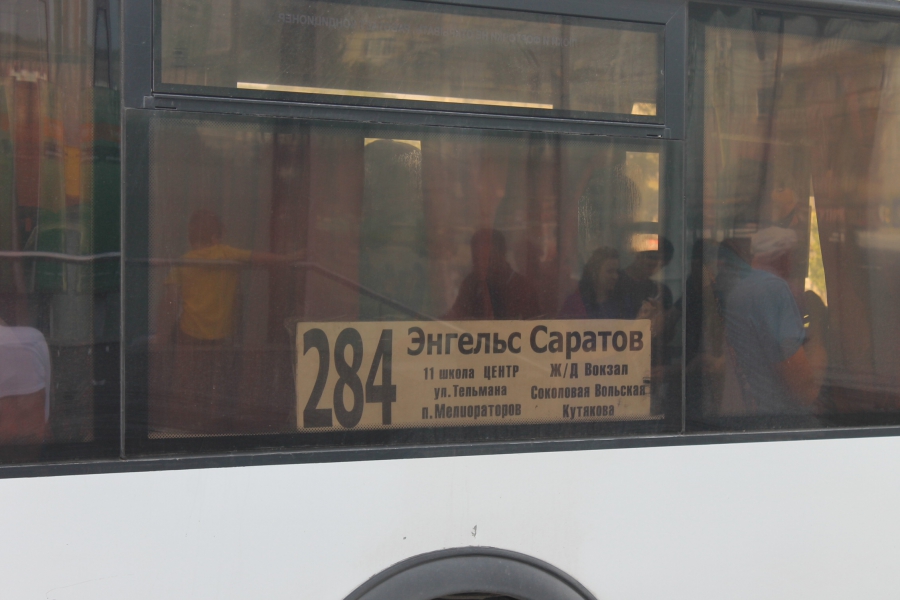 284
Энгельс Саратов
11 школа ЦЕНТР Ж/Д Вокзал
ул.Тельмана Соколовая Вольская
п.Мелиораторов Кутякова